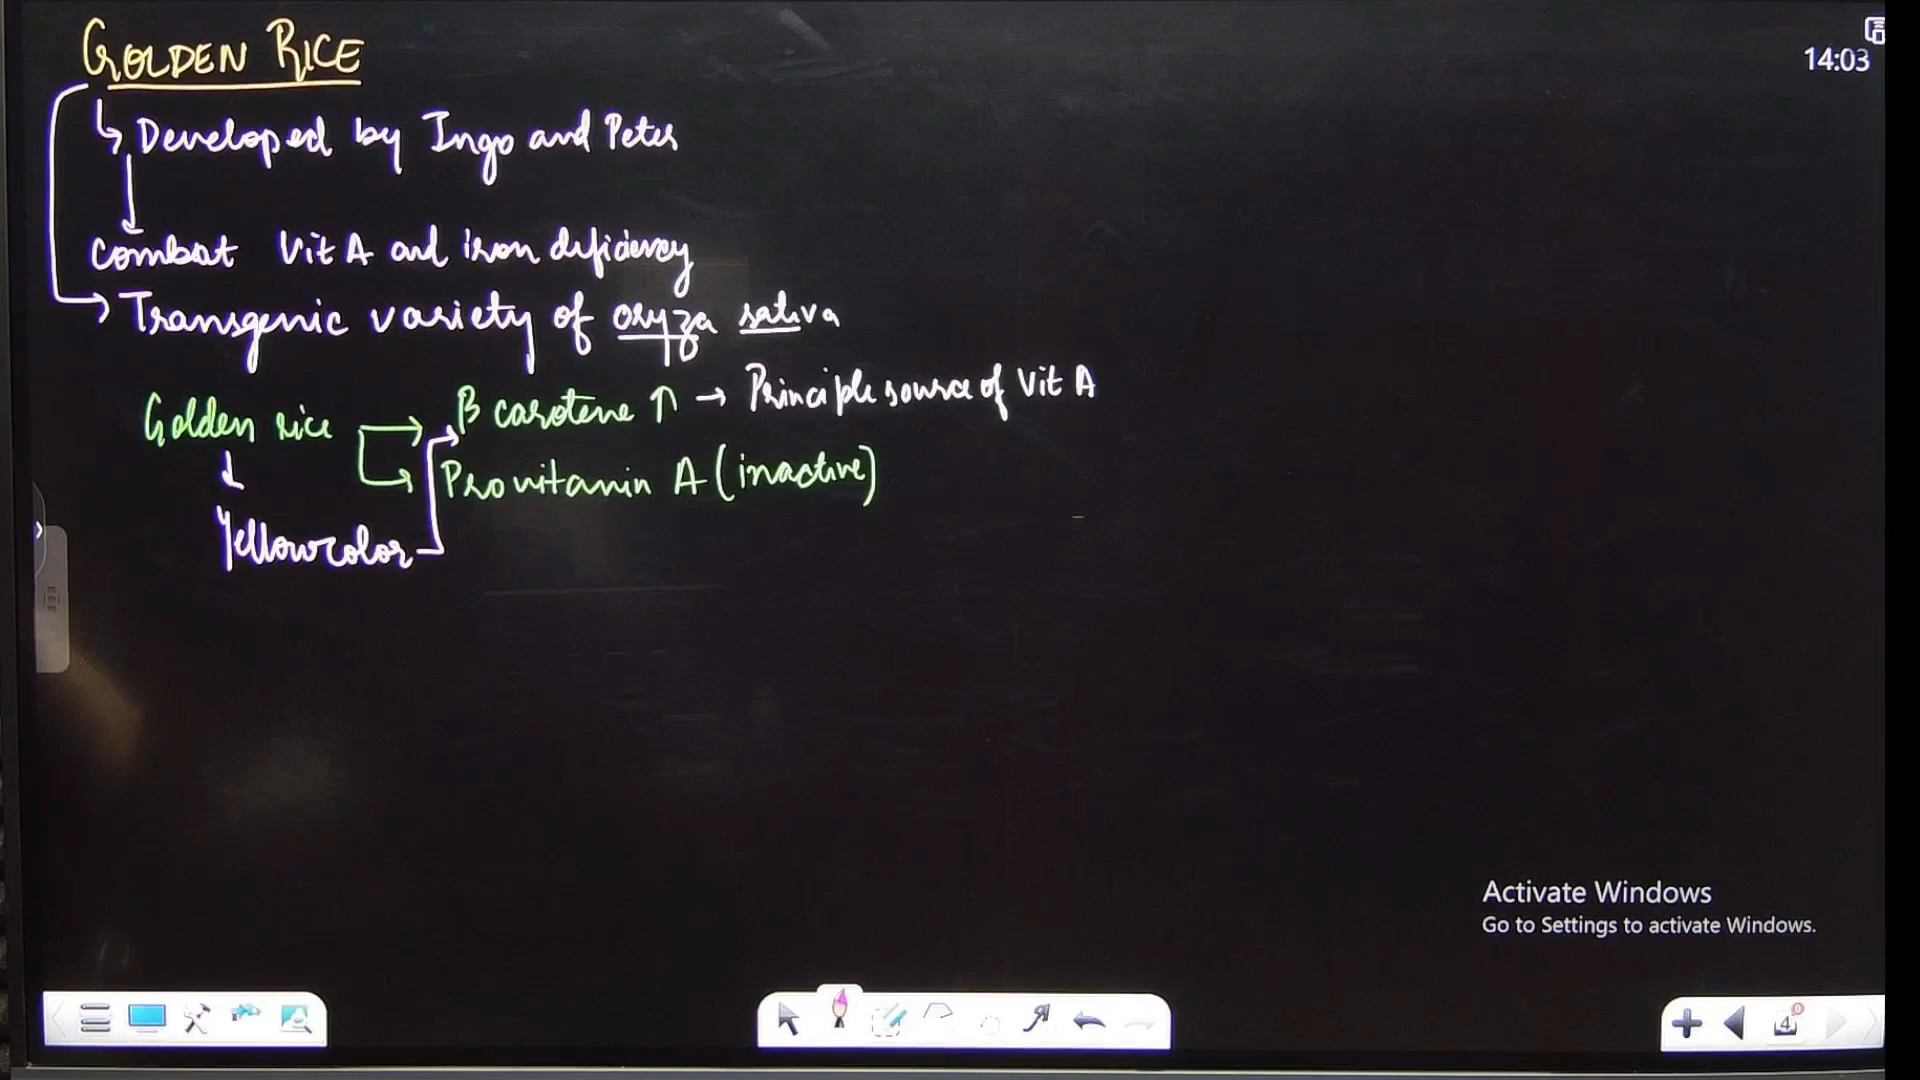 GOLDEN RICE
14:03
↳ Developed by Ingo and Peter
combat Vit A and iron deficiency
→ Transgenic variety of oryza sativa
Golden rice → β carotene ↑ → Principle source of Vit A
→ Provitamin A (inactive)
Yellow color
Activate Windows
Go to Settings to activate Windows.
4